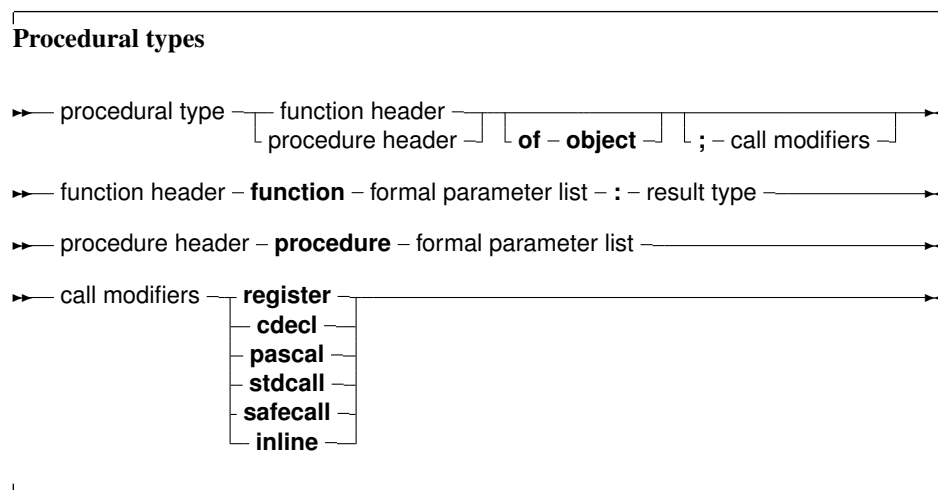 Procedural types
procedural type function header
procedure header of object ; call modifiers
function header function formal parameter list : result type
procedure header procedure formal parameter list
call modifiers register
cdecl
pascal
stdcall
safecall
inline